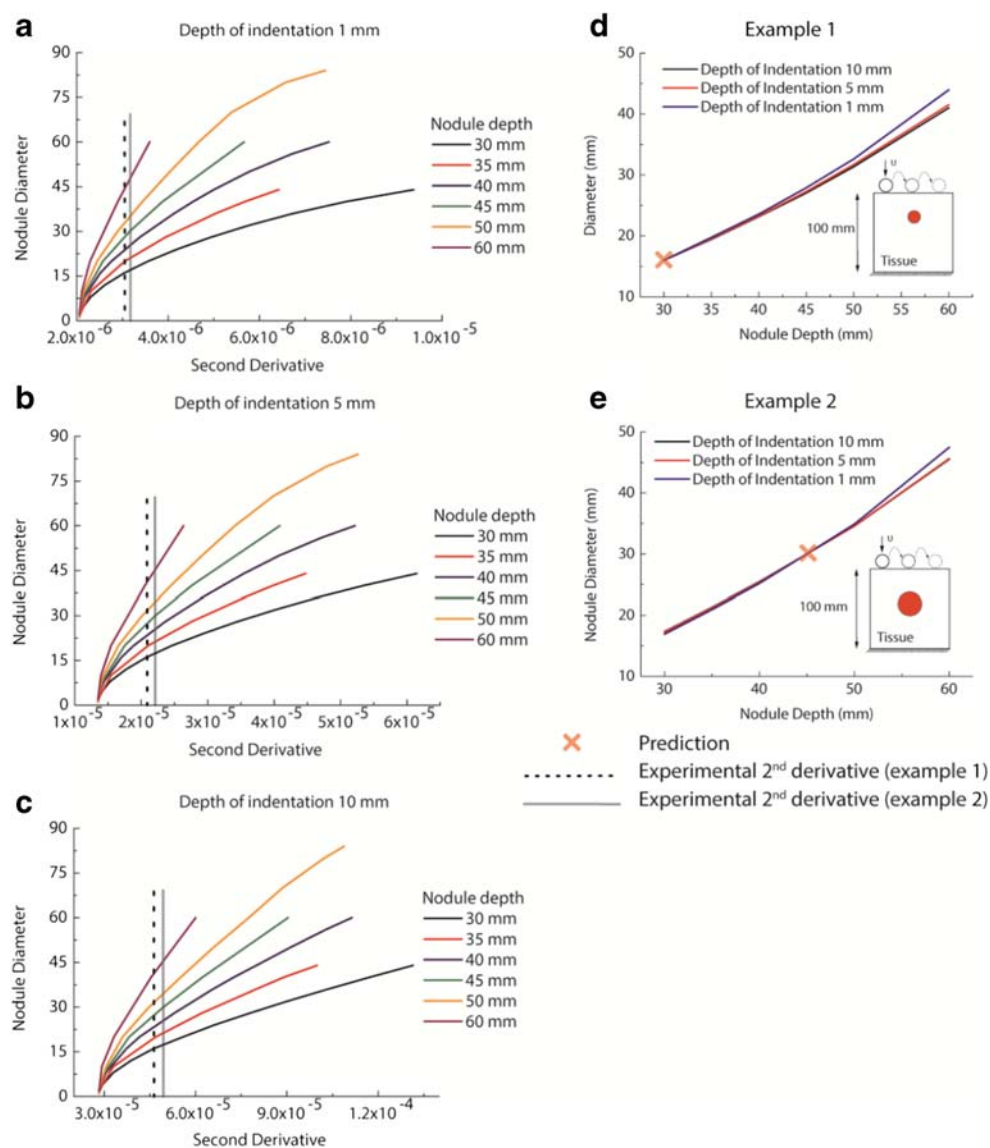 a
Depth of indentation 1 mm
90
75
60
45
30
15
0
Nodule Diameter
2.0x10⁻⁶ 4.0x10⁻⁶ 6.0x10⁻⁶ 8.0x10⁻⁶ 1.0x10⁻⁵
Second Derivative
Nodule depth
30 mm
35 mm
40 mm
45 mm
50 mm
60 mm
b
Depth of indentation 5 mm
90
75
60
45
30
15
0
Nodule Diameter
1x10⁻⁵ 2x10⁻⁵ 3x10⁻⁵ 4x10⁻⁵ 5x10⁻⁵ 6x10⁻⁵
Second Derivative
Nodule depth
30 mm
35 mm
40 mm
45 mm
50 mm
60 mm
c
Depth of indentation 10 mm
90
75
60
45
30
15
0
Nodule Diameter
3.0x10⁻⁵ 6.0x10⁻⁵ 9.0x10⁻⁵ 1.2x10⁻⁴
Second Derivative
Nodule depth
30 mm
35 mm
40 mm
45 mm
50 mm
60 mm
d
Example 1
50
40
30
20
10
Diameter (mm)
Depth of Indentation 10 mm
Depth of Indentation 5 mm
Depth of Indentation 1 mm
U
100 mm
Tissue
30 35 40 45 50 55 60
Nodule Depth (mm)
e
Example 2
50
40
30
20
10
Nodule Diameter (mm)
Depth of Indentation 10 mm
Depth of Indentation 5 mm
Depth of Indentation 1 mm
U
100 mm
Tissue
30 40 50 60
Nodule Depth (mm)
Prediction
Experimental 2ⁿᵈ derivative (example 1)
Experimental 2ⁿᵈ derivative (example 2)